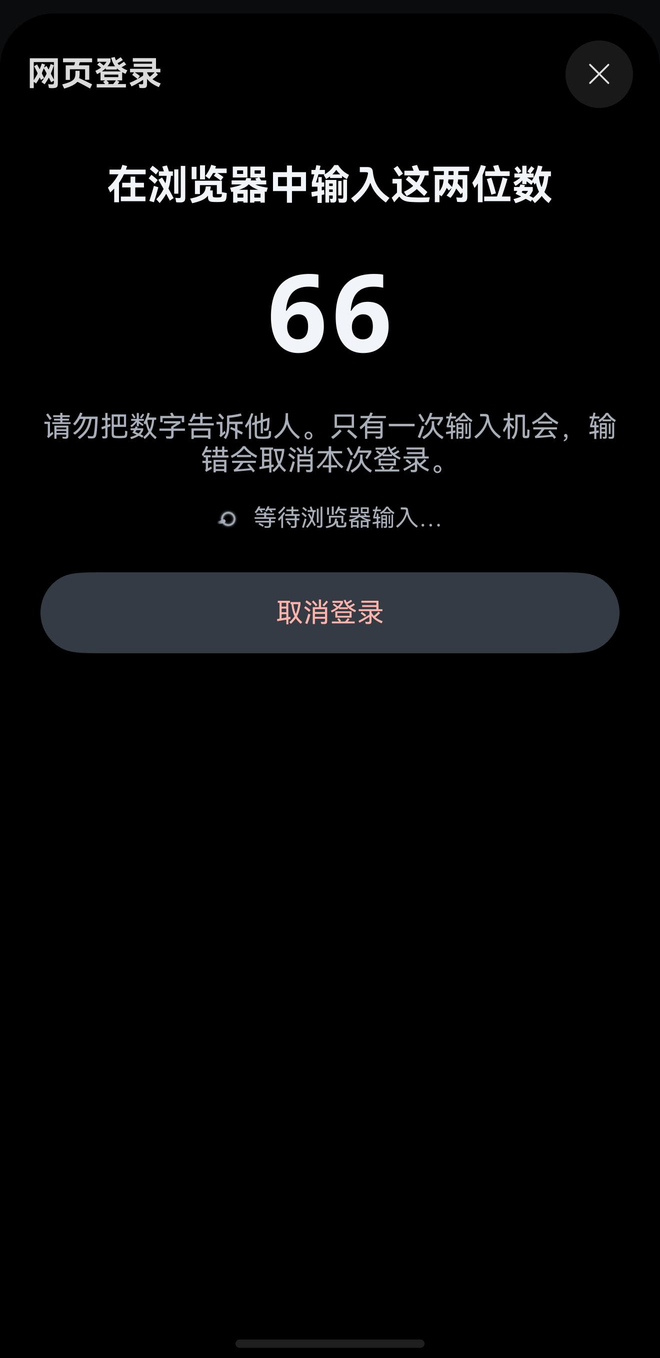 网页登录
在浏览器中输入这两位数
66
请勿把数字告诉他人。只有一次输入机会，输
错会取消本次登录。
等待浏览器输入...
取消登录